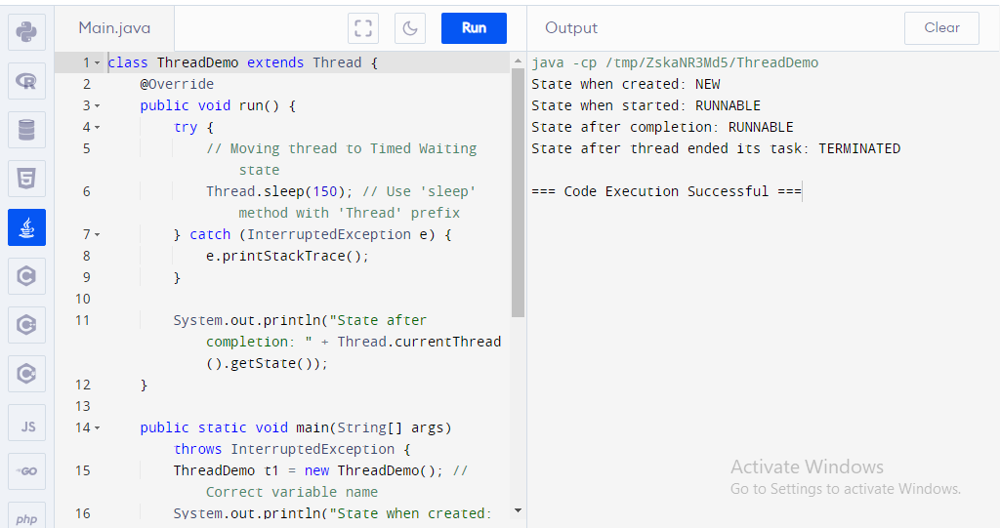 Main.java
Run
Output
Clear
1 class ThreadDemo extends Thread {
2 @Override
3 public void run() {
4 try {
5 // Moving thread to Timed Waiting
state
6 Thread.sleep(150); // Use 'sleep'
method with 'Thread' prefix
7 } catch (InterruptedException e) {
8 e.printStackTrace();
9 }
10
11 System.out.println("State after
completion: " + Thread.currentThread
().getState());
12 }
13
14 public static void main(String[] args)
throws InterruptedException {
15 ThreadDemo t1 = new ThreadDemo(); //
Correct variable name
16 System.out.println("State when created:
java -cp /tmp/ZskaNR3Md5/ThreadDemo
State when created: NEW
State when started: RUNNABLE
State after completion: RUNNABLE
State after thread ended its task: TERMINATED
=== Code Execution Successful ===
JS
GO
php
Activate Windows
Go to Settings to activate Windows.